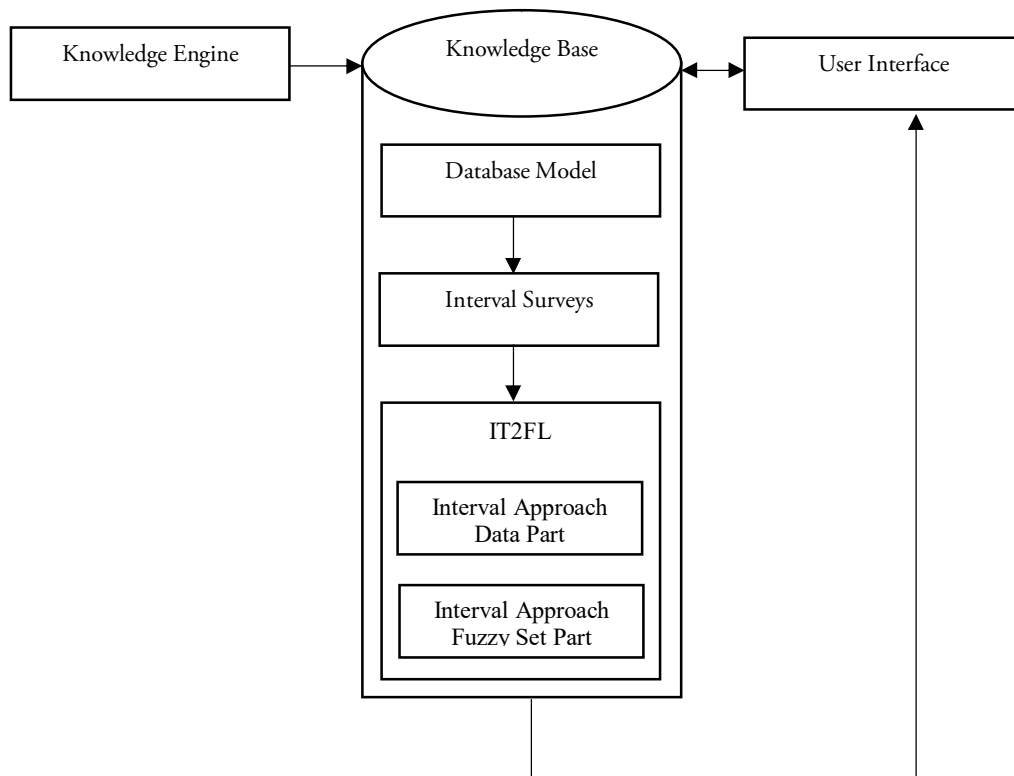 Knowledge Engine
Knowledge Base
User Interface
Database Model
Interval Surveys
IT2FL
Interval Approach
Data Part
Interval Approach
Fuzzy Set Part